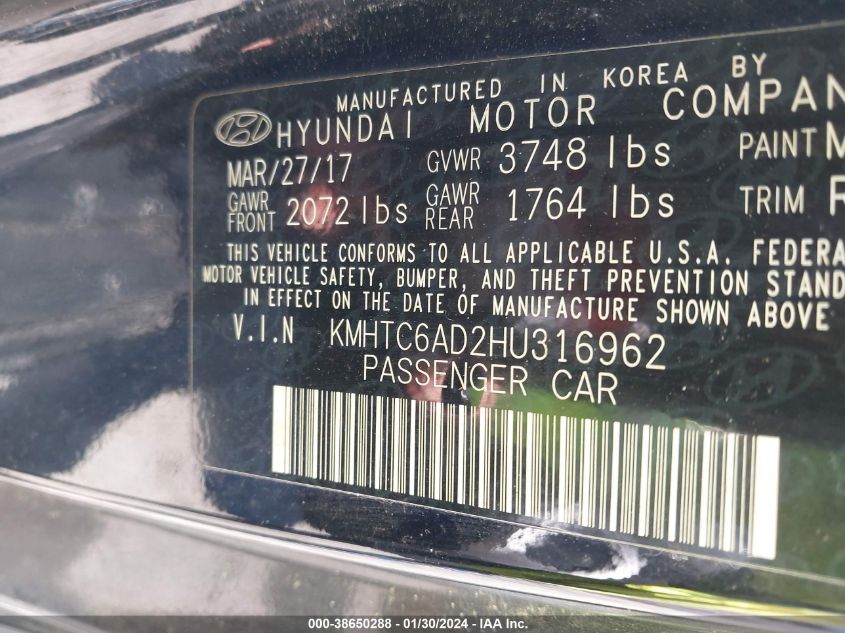 MANUFACTURED IN KOREA BY
HYUNDAI MOTOR COMPAN
MAR/27/17 GVWR 3748 lbs PAINT M
GAWR FRONT 2072 lbs GAWR REAR 1764 lbs TRIM R
THIS VEHICLE CONFORMS TO ALL APPLICABLE U.S.A. FEDERA
MOTOR VEHICLE SAFETY, BUMPER, AND THEFT PREVENTION STAND
IN EFFECT ON THE DATE OF MANUFACTURE SHOWN ABOVE
V.I.N KMHTC6AD2HU316962
PASSENGER CAR
000-38650288 - 01/30/2024 - IAA Inc.